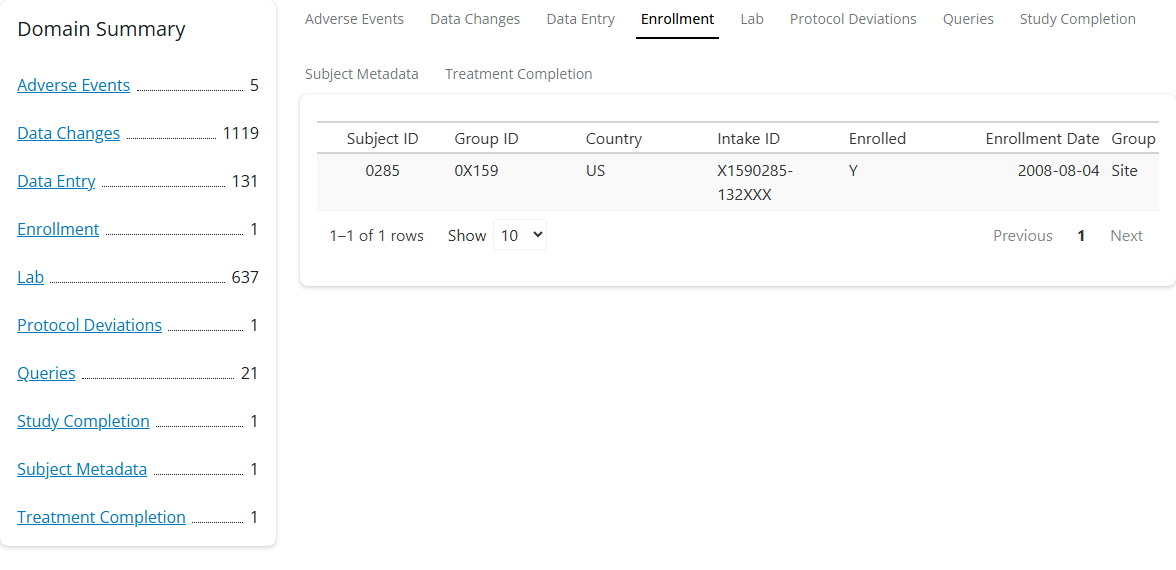 Domain Summary
Adverse Events 5
Data Changes 1119
Data Entry 131
Enrollment 1
Lab 637
Protocol Deviations 1
Queries 21
Study Completion 1
Subject Metadata 1
Treatment Completion 1
Adverse Events Data Changes Data Entry Enrollment Lab Protocol Deviations Queries Study Completion
Subject Metadata Treatment Completion
Subject ID Group ID Country Intake ID Enrolled Enrollment Date Group
0285 0X159 US X1590285- Y 2008-08-04 Site
132XXX
1–1 of 1 rows Show 10 Previous 1 Next